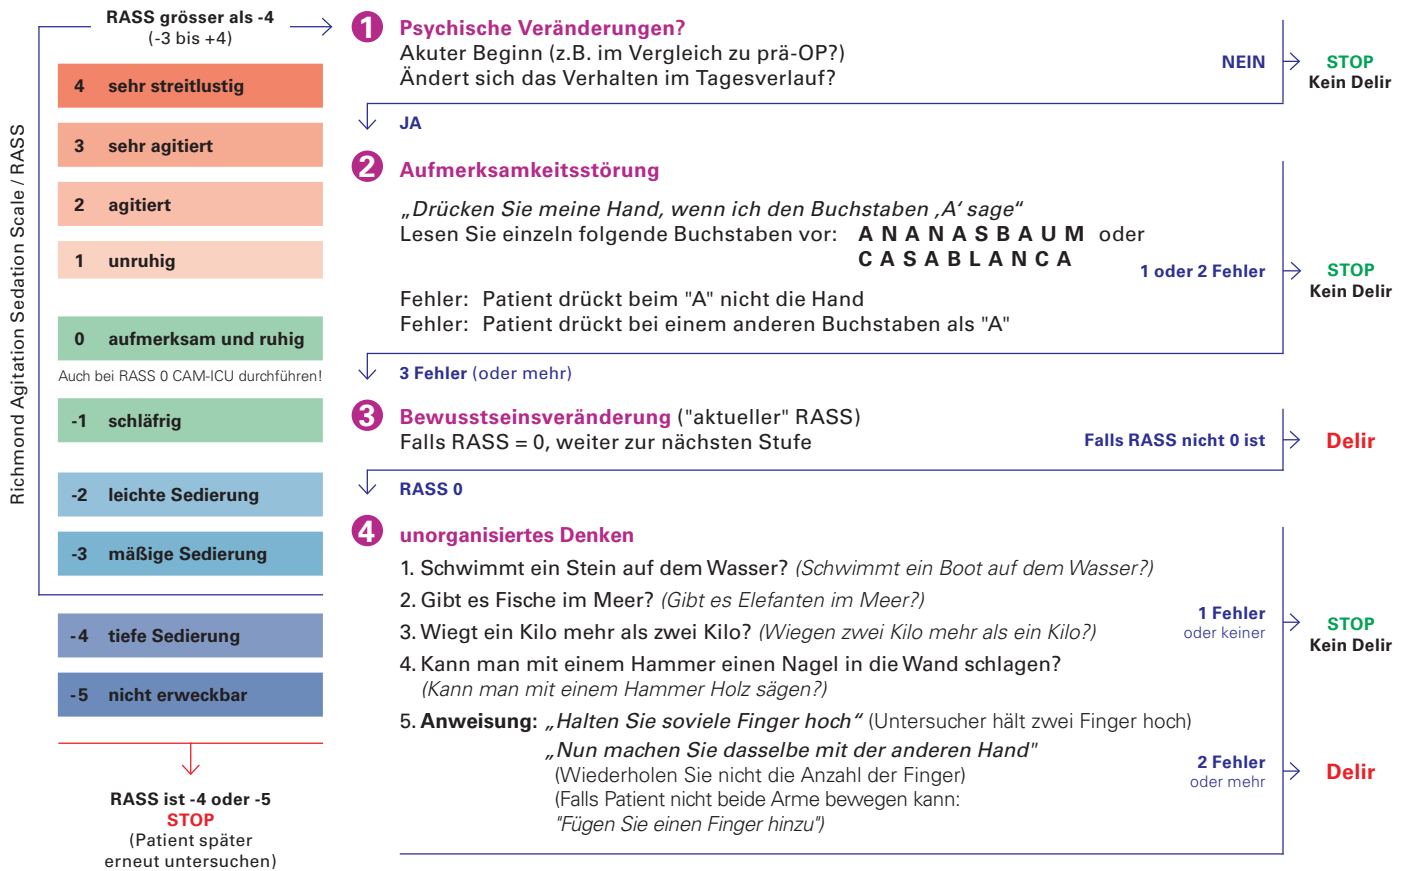 Richmond Agitation Sedation Scale / RASS
RASS grösser als -4
(-3 bis +4)
4 sehr streitlustig
3 sehr agitiert
2 agitiert
1 unruhig
0 aufmerksam und ruhig
Auch bei RASS 0 CAM-ICU durchführen!
-1 schläfrig
-2 leichte Sedierung
-3 mäßige Sedierung
-4 tiefe Sedierung
-5 nicht erweckbar
RASS ist -4 oder -5
STOP
(Patient später
erneut untersuchen)
1 Psychische Veränderungen?
Akuter Beginn (z.B. im Vergleich zu prä-OP?)
Ändert sich das Verhalten im Tagesverlauf?
NEIN
STOP
Kein Delir
JA
2 Aufmerksamkeitsstörung
„Drücken Sie meine Hand, wenn ich den Buchstaben ‚A‘ sage“
Lesen Sie einzeln folgende Buchstaben vor: A N A N A S B A U M oder
C A S A B L A N C A
1 oder 2 Fehler
STOP
Kein Delir
Fehler: Patient drückt beim "A" nicht die Hand
Fehler: Patient drückt bei einem anderen Buchstaben als "A"
3 Fehler (oder mehr)
3 Bewusstseinsveränderung ("aktueller" RASS)
Falls RASS = 0, weiter zur nächsten Stufe
Falls RASS nicht 0 ist
Delir
RASS 0
4 unorganisiertes Denken
1. Schwimmt ein Stein auf dem Wasser? (Schwimmt ein Boot auf dem Wasser?)
2. Gibt es Fische im Meer? (Gibt es Elefanten im Meer?)
3. Wiegt ein Kilo mehr als zwei Kilo? (Wiegen zwei Kilo mehr als ein Kilo?)
1 Fehler
oder keiner
STOP
Kein Delir
4. Kann man mit einem Hammer einen Nagel in die Wand schlagen?
(Kann man mit einem Hammer Holz sägen?)
5. Anweisung: „Halten Sie soviele Finger hoch“ (Untersucher hält zwei Finger hoch)
„Nun machen Sie dasselbe mit der anderen Hand"
(Wiederholen Sie nicht die Anzahl der Finger)
(Falls Patient nicht beide Arme bewegen kann:
"Fügen Sie einen Finger hinzu")
2 Fehler
oder mehr
Delir